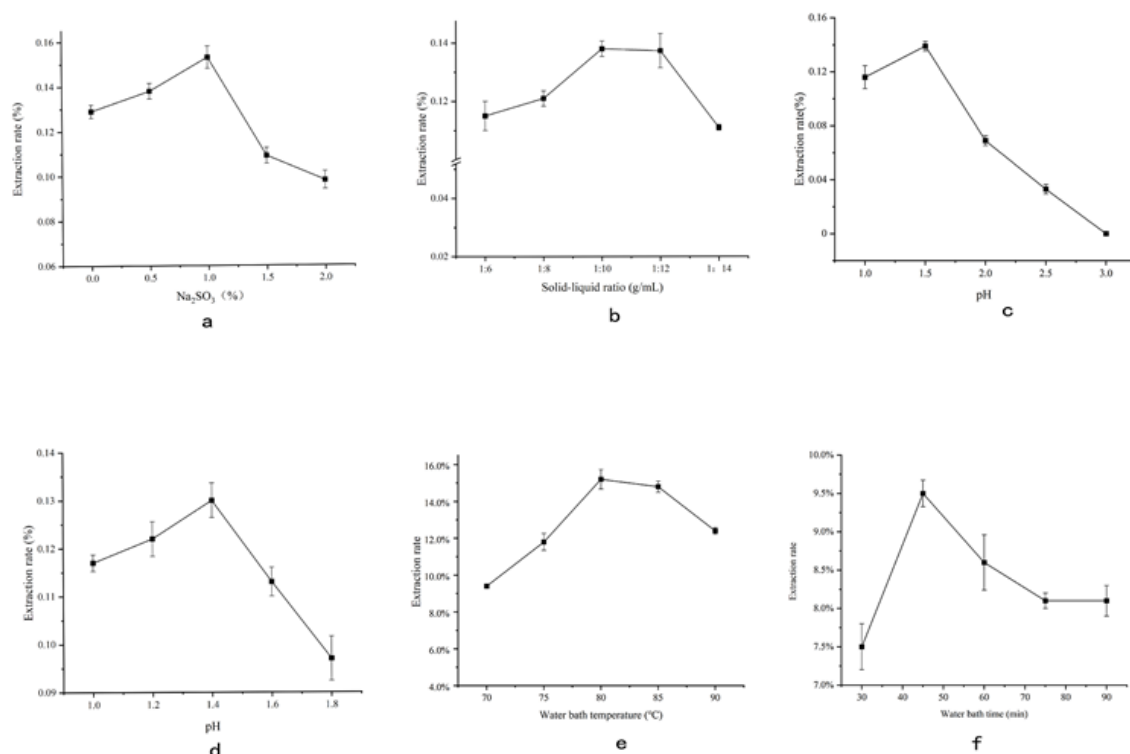 0.16
0.14
0.12
0.10
0.08
0.06
Extraction rate (%)
0.0 0.5 1.0 1.5 2.0
Na₂SO₃ (%)
a
0.14
0.12
0.04
0.02
Extraction rate (%)
1:6 1:8 1:10 1:12 1: 14
Solid-liquid ratio (g/mL)
b
0.16
0.12
0.08
0.04
0
Extraction rate(%)
1.0 1.5 2.0 2.5 3.0
pH
c
0.14
0.13
0.12
0.11
0.10
0.09
Extraction rate (%)
1.0 1.2 1.4 1.6 1.8
pH
d
16.0%
14.0%
12.0%
10.0%
8.0%
6.0%
4.0%
Extraction rate
70 75 80 85 90
Water bath temperature (°C)
e
10.0%
9.5%
9.0%
8.5%
8.0%
7.5%
7.0%
Extraction rate
30 40 50 60 70 80 90
Water bath time (min)
f